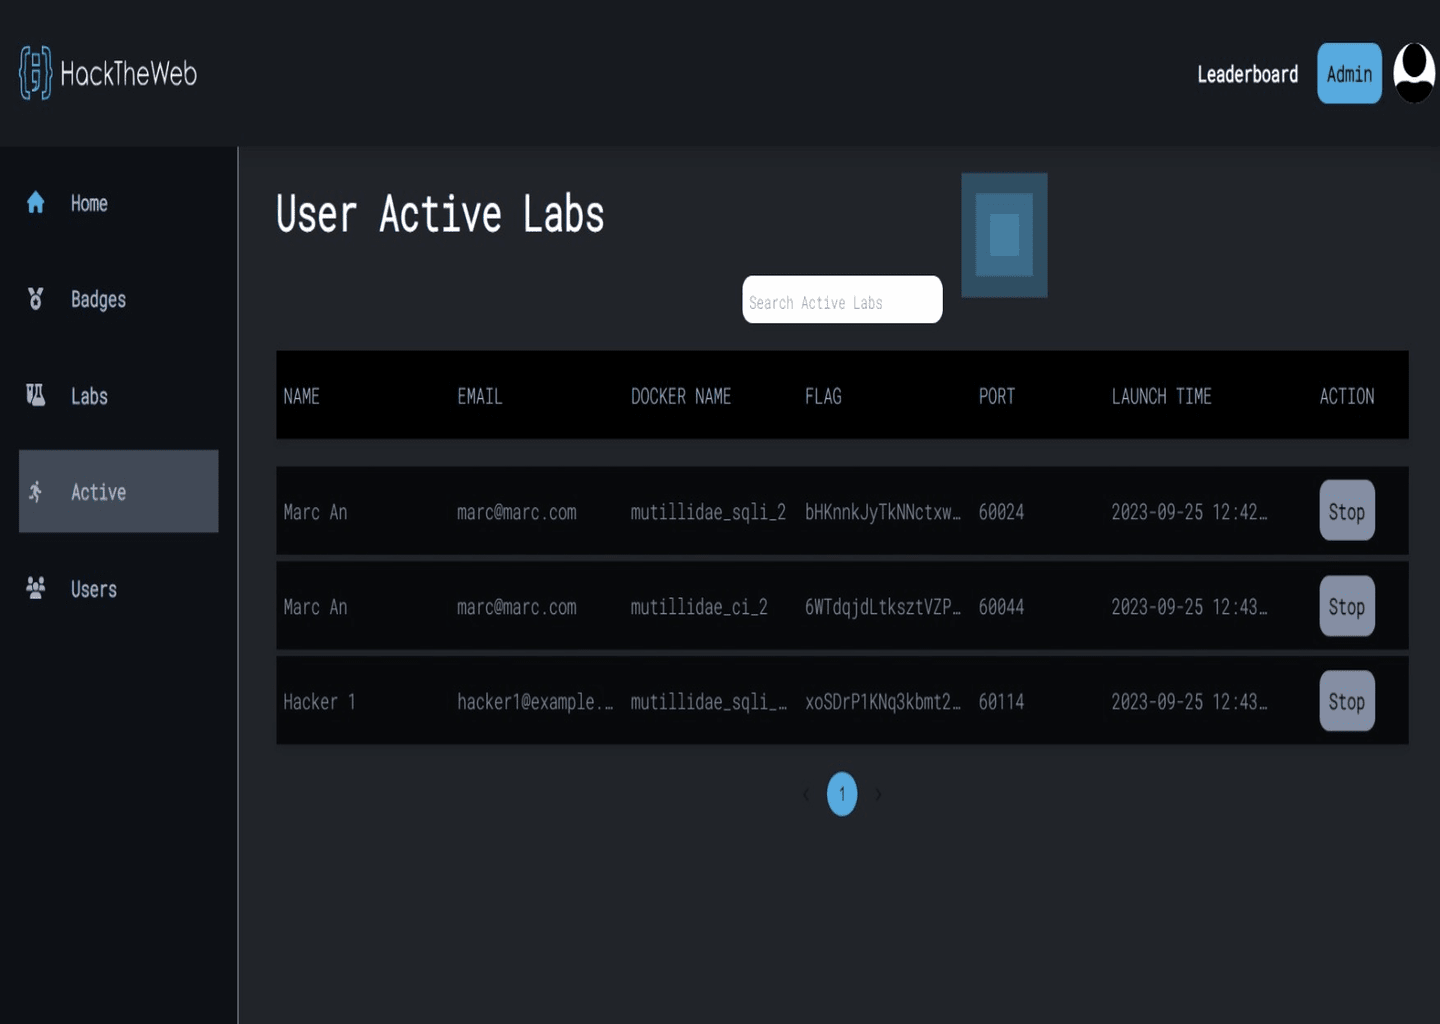 HackTheWeb
Leaderboard Admin
Home
Badges
Labs
Active
Users
User Active Labs
Search Active Labs
NAME EMAIL DOCKER NAME FLAG PORT LAUNCH TIME ACTION
Marc An marc@marc.com mutillidae_sqli_2 bHKnnkJyTkNNctxw… 60024 2023-09-25 12:42… Stop
Marc An marc@marc.com mutillidae_ci_2 6WTdqjdLtksztVZP… 60044 2023-09-25 12:43… Stop
Hacker 1 hacker1@example.… mutillidae_sqli_… xoSDrP1KNq3kbmt2… 60114 2023-09-25 12:43… Stop
1